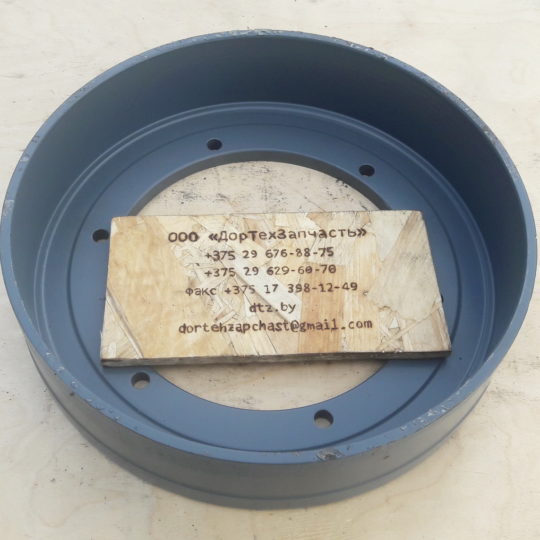 ООО «ДорТехЗапчасть»
+375 29 676-88-75
+375 29 629-60-70
факс +375 17 398-12-49
dtz.by
dortehzapchast@gmail.com